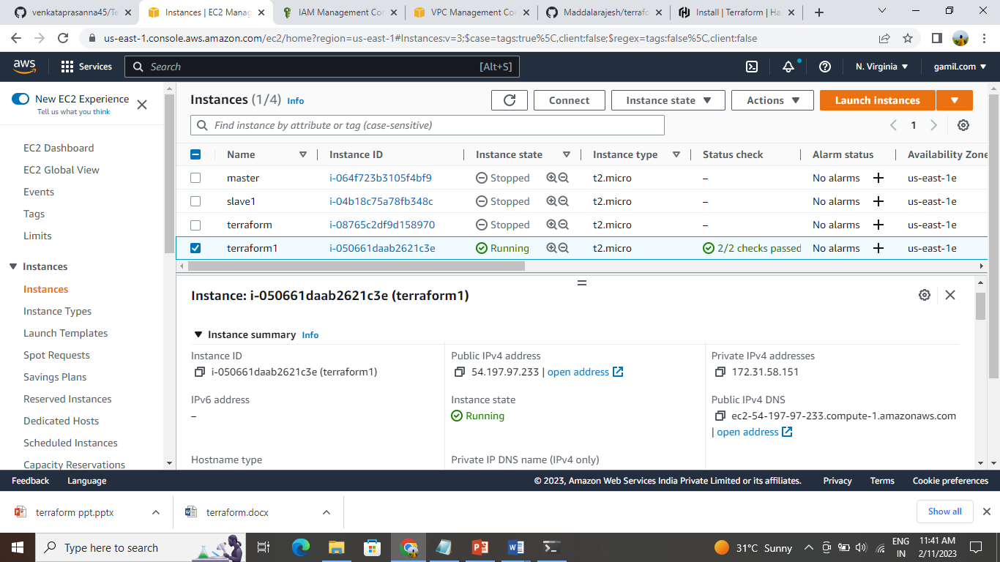 venkataprasanna45/Te
Instances | EC2 Manag
IAM Management Con
VPC Management Con
Maddalarajesh/terrafo
Install | Terraform | Ha
us-east-1.console.aws.amazon.com/ec2/home?region=us-east-1#Instances:v=3;$case=tags:true%5C,client:false;$regex=tags:false%5C,client:false
aws
Services
Search
[Alt+S]
N. Virginia
gamil.com
New EC2 Experience
Tell us what you think
EC2 Dashboard
EC2 Global View
Events
Tags
Limits
Instances
Instances
Instance Types
Launch Templates
Spot Requests
Savings Plans
Reserved Instances
Dedicated Hosts
Scheduled Instances
Capacity Reservations
Instances (1/4) Info
Connect
Instance state
Actions
Launch instances
Find instance by attribute or tag (case-sensitive)
1
Name Instance ID Instance state Instance type Status check Alarm status Availability Zone
master i-064f723b3105f4bf9 Stopped t2.micro – No alarms + us-east-1e
slave1 i-04b18c75a78fb348c Stopped t2.micro – No alarms + us-east-1e
terraform i-08765c2df9d158970 Stopped t2.micro – No alarms + us-east-1e
terraform1 i-050661daab2621c3e Running t2.micro 2/2 checks passed No alarms + us-east-1e
Instance: i-050661daab2621c3e (terraform1)
Instance summary Info
Instance ID
i-050661daab2621c3e (terraform1)
Public IPv4 address
54.197.97.233 | open address
Private IPv4 addresses
172.31.58.151
IPv6 address
–
Instance state
Running
Public IPv4 DNS
ec2-54-197-97-233.compute-1.amazonaws.com
| open address
Hostname type
Private IP DNS name (IPv4 only)
Feedback
Language
© 2023, Amazon Web Services India Private Limited or its affiliates.
Privacy
Terms
Cookie preferences
terraform ppt.pptx
terraform.docx
Show all
Type here to search
31°C Sunny
ENG
IN
11:41 AM
2/11/2023